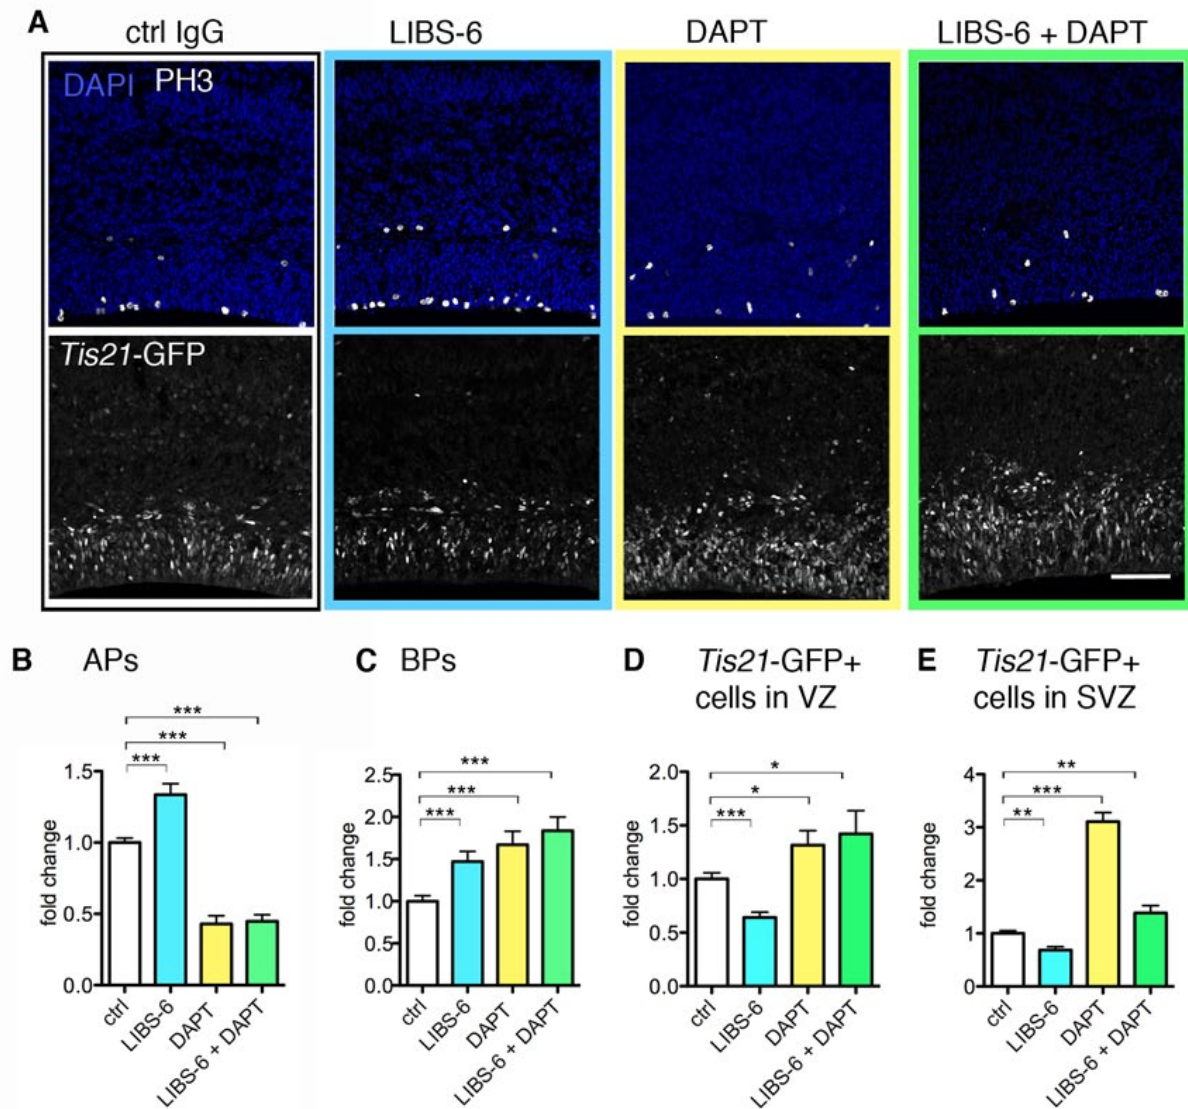 A
ctrl IgG
LIBS-6
DAPT
LIBS-6 + DAPT
DAPI PH3
Tis21-GFP
B APs
***
***
***
fold change
1.5
1.0
0.5
0.0
ctrl
LIBS-6
DAPT
LIBS-6 + DAPT
C BPs
***
***
***
fold change
2.5
2.0
1.5
1.0
0.5
0.0
ctrl
LIBS-6
DAPT
LIBS-6 + DAPT
D Tis21-GFP+
cells in VZ
*
*
***
fold change
2.0
1.5
1.0
0.5
0.0
ctrl
LIBS-6
DAPT
LIBS-6 + DAPT
E Tis21-GFP+
cells in SVZ
**
***
**
fold change
4
3
2
1
0
ctrl
LIBS-6
DAPT
LIBS-6 + DAPT